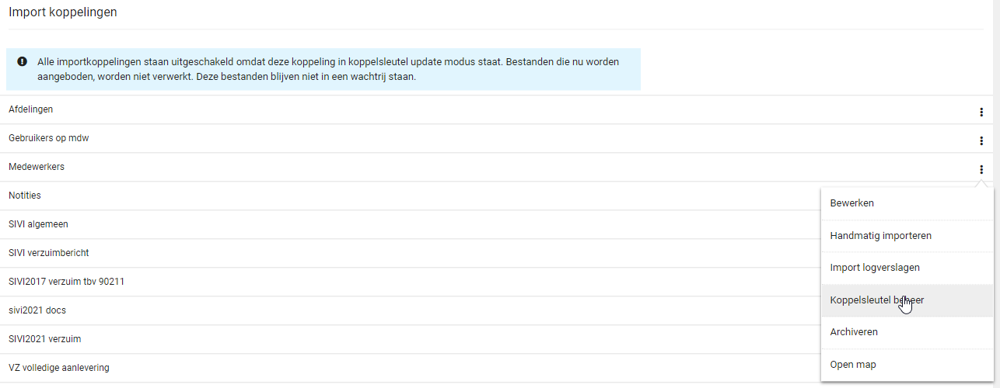 Import koppelingen
Alle importkoppelingen staan uitgeschakeld omdat deze koppeling in koppelsleutel update modus staat. Bestanden die nu worden
aangeboden, worden niet verwerkt. Deze bestanden blijven niet in een wachtrij staan.
Afdelingen
Gebruikers op mdw
Medewerkers
Notities
SIVI algemeen
SIVI verzuimbericht
SIVI2017 verzuim tbv 90211
sivi2021 docs
SIVI2021 verzuim
VZ volledige aanlevering
Bewerken
Handmatig importeren
Import logverslagen
Koppelsleutel beheer
Archiveren
Open map